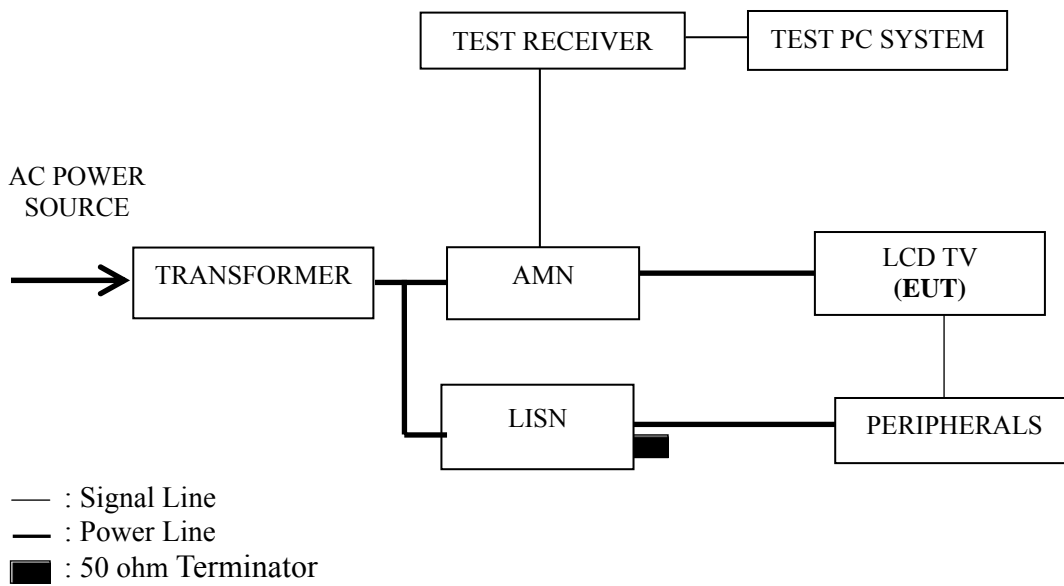 TEST RECEIVER
TEST PC SYSTEM
AC POWER
SOURCE
TRANSFORMER
AMN
LCD TV
(EUT)
LISN
PERIPHERALS
: Signal Line
: Power Line
: 50 ohm Terminator